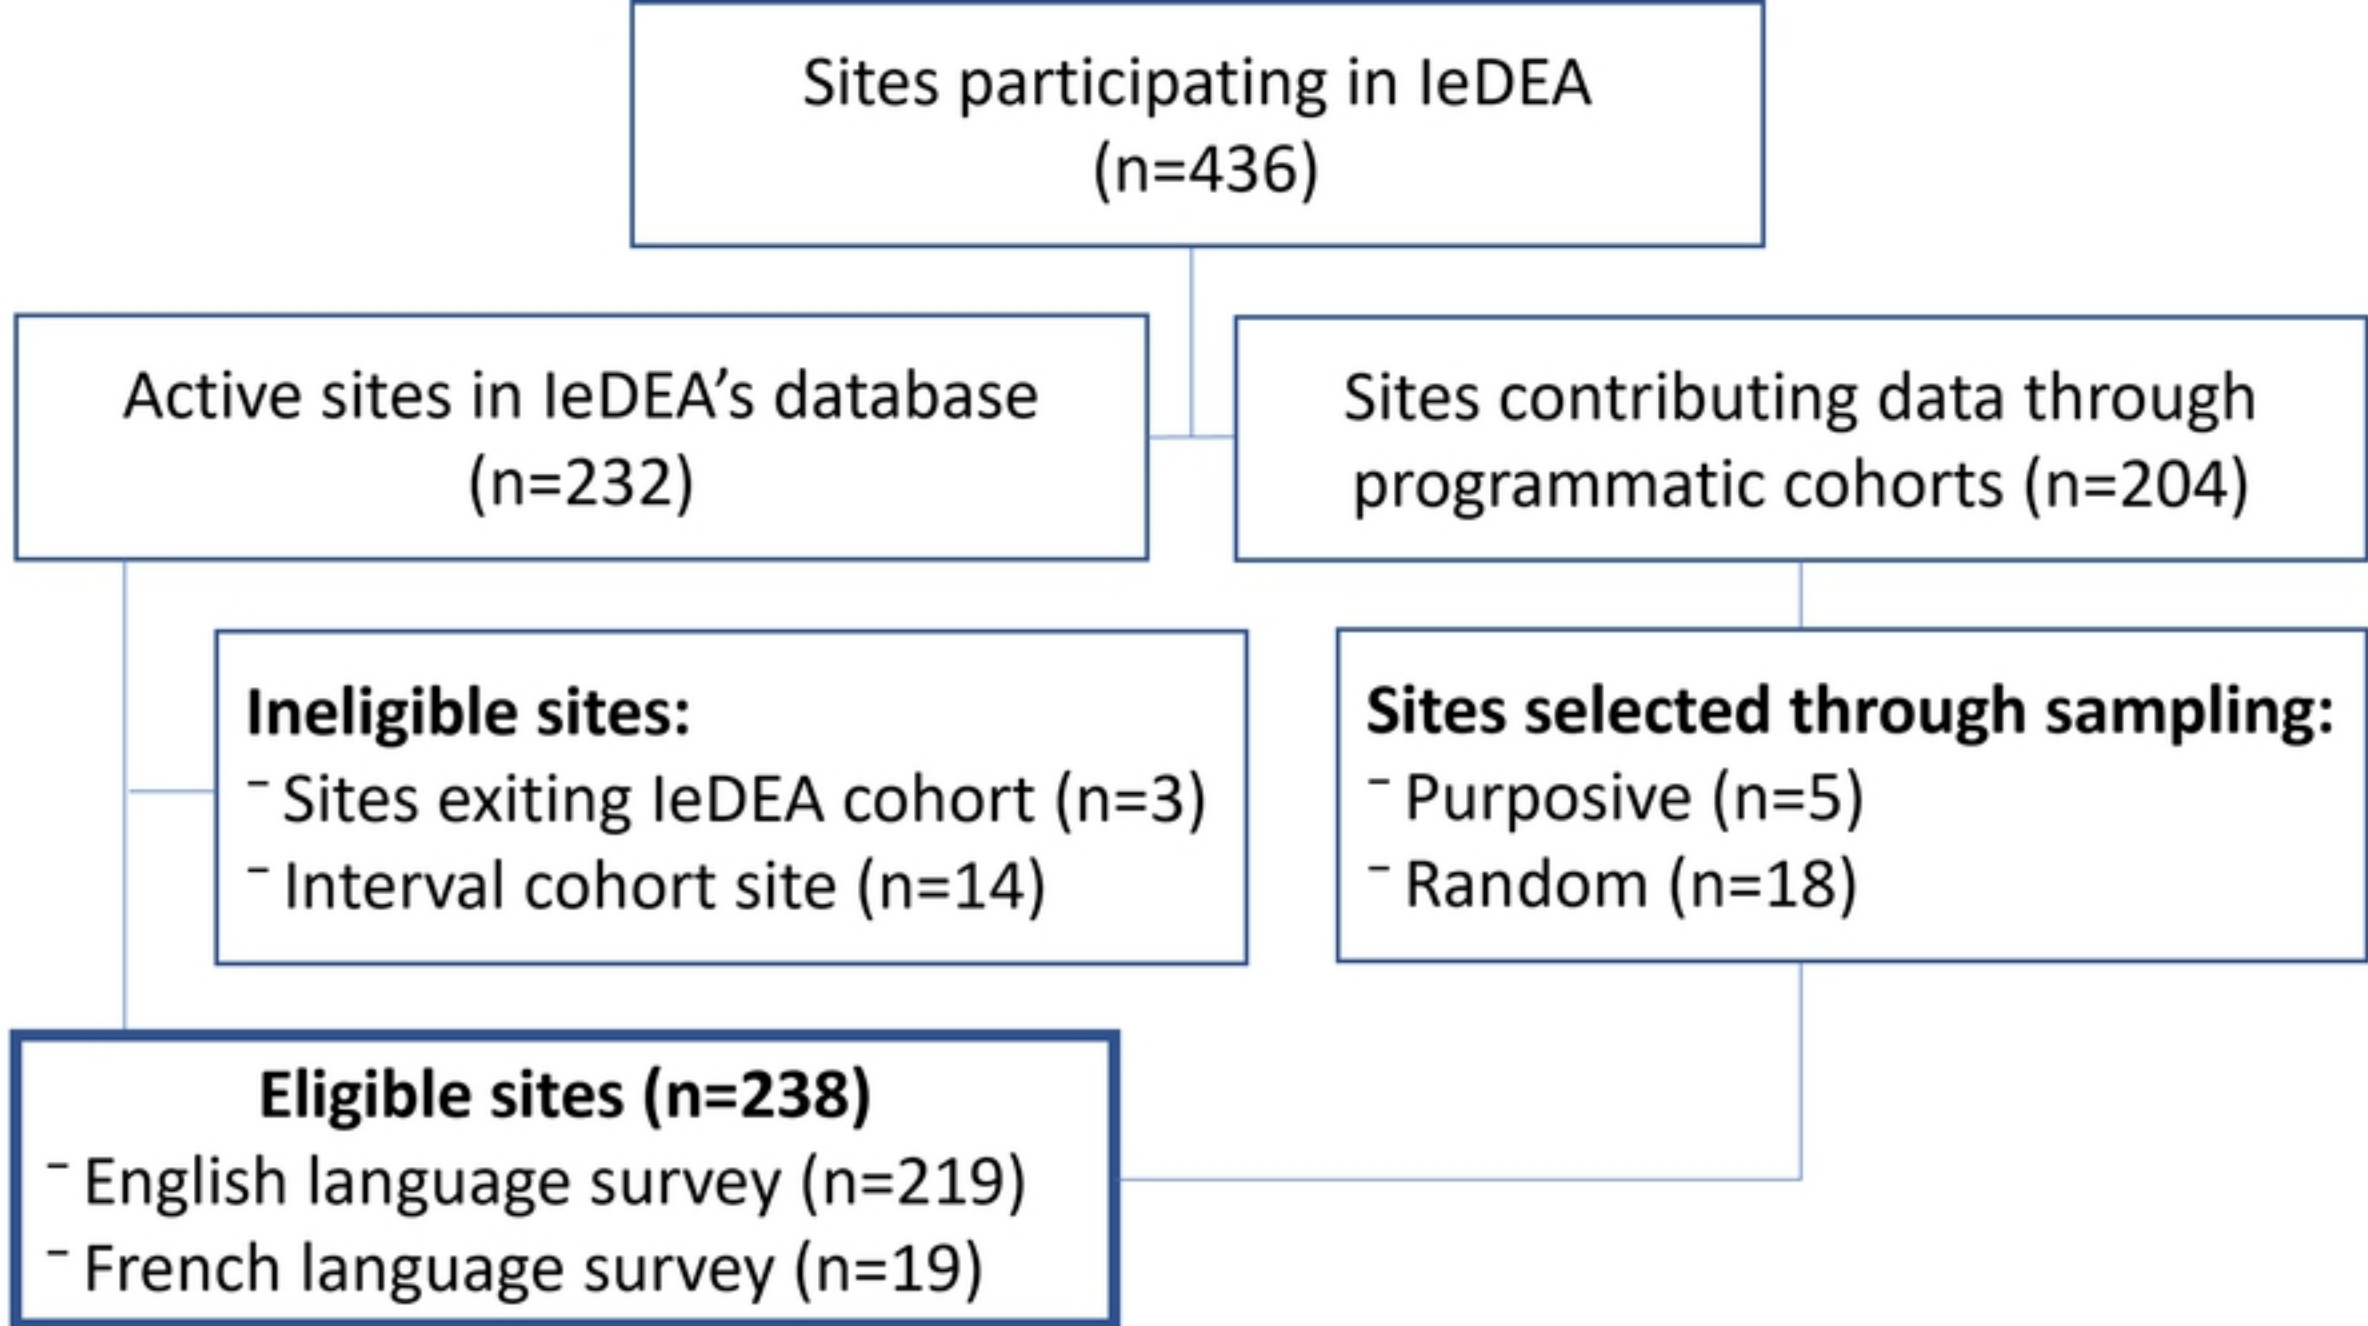 Sites participating in IeDEA
(n=436)
Active sites in IeDEA’s database
(n=232)
Sites contributing data through
programmatic cohorts (n=204)
Ineligible sites:
⁻ Sites exiting IeDEA cohort (n=3)
⁻ Interval cohort site (n=14)
Sites selected through sampling:
⁻ Purposive (n=5)
⁻ Random (n=18)
Eligible sites (n=238)
⁻ English language survey (n=219)
⁻ French language survey (n=19)